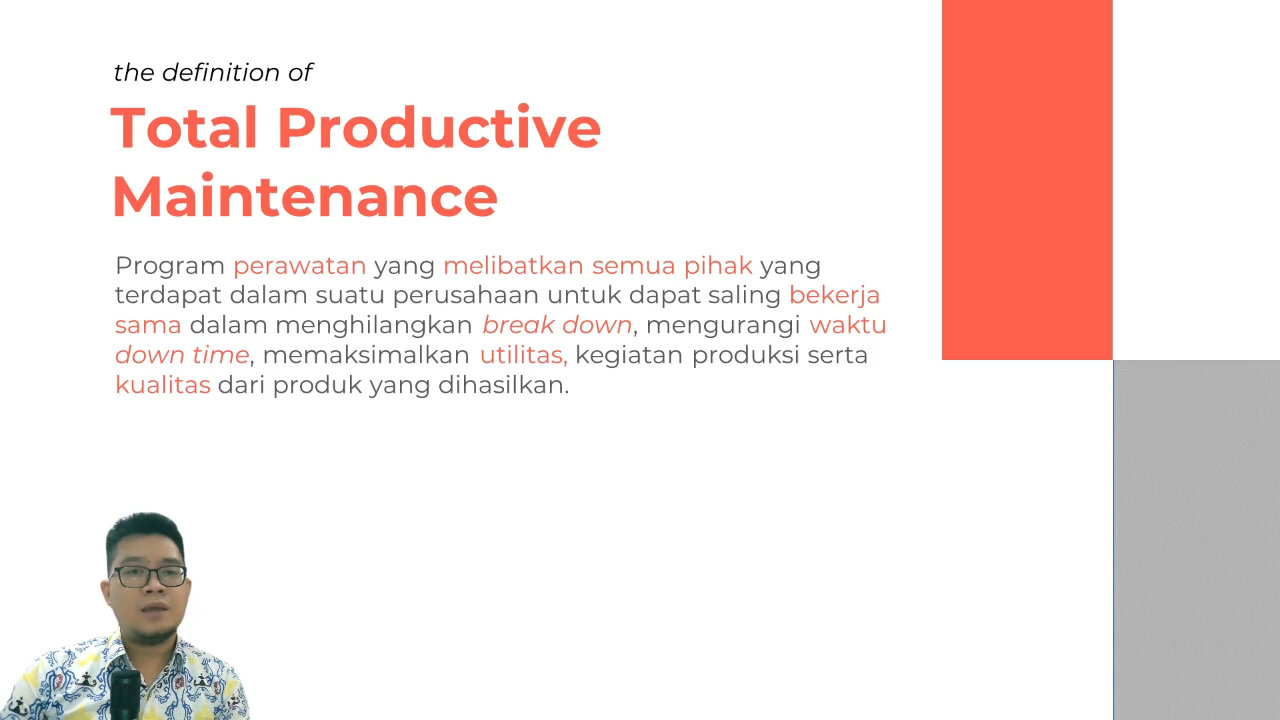 the definition of
Total Productive
Maintenance
Program perawatan yang melibatkan semua pihak yang
terdapat dalam suatu perusahaan untuk dapat saling bekerja
sama dalam menghilangkan break down, mengurangi waktu
down time, memaksimalkan utilitas, kegiatan produksi serta
kualitas dari produk yang dihasilkan.